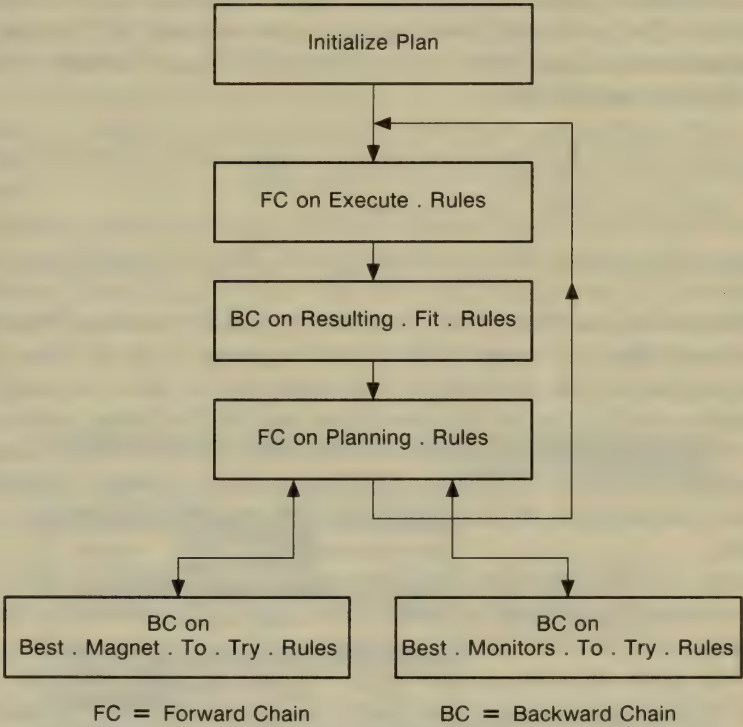 Initialize Plan
FC on Execute . Rules
BC on Resulting . Fit . Rules
FC on Planning . Rules
BC on
Best . Magnet . To . Try . Rules
BC on
Best . Monitors . To . Try . Rules
FC = Forward Chain
BC = Backward Chain